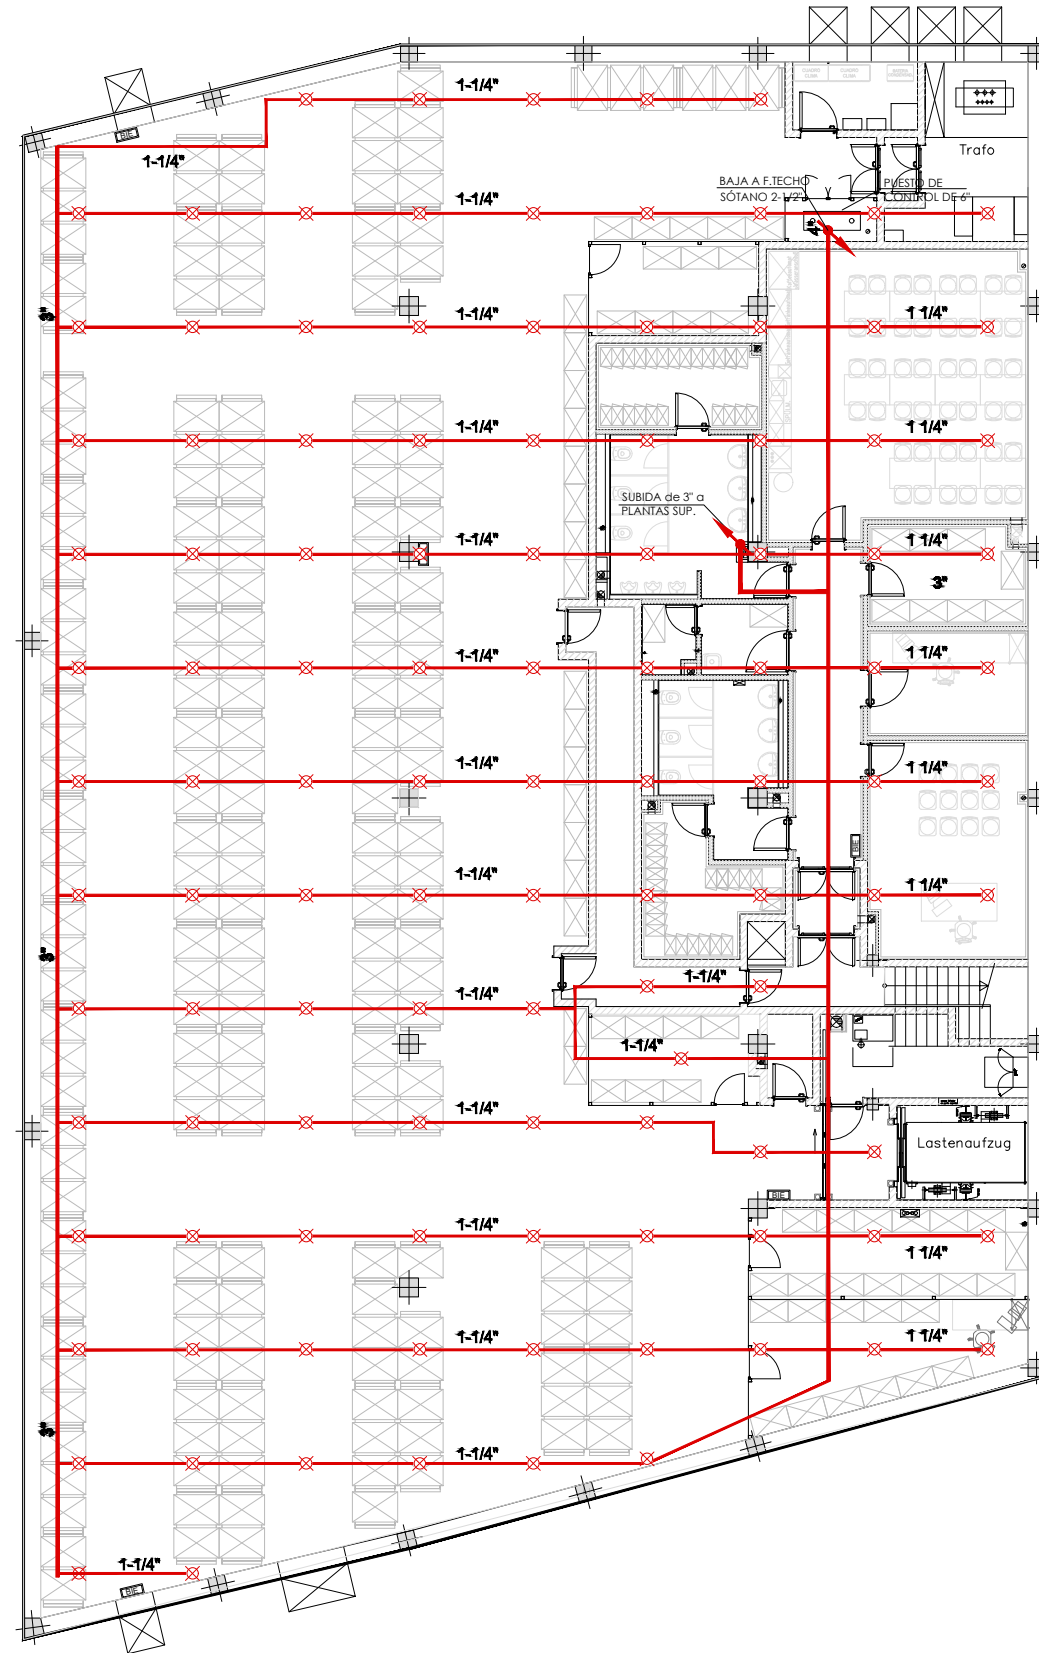 1-1/4"
1-1/4"
Trafo
BAJA A F.TECHO
SÓTANO 2-1/2"
PUESTO DE
CONTROL DE 6"
1-1/4"
4"
3"
1-1/4"
1 1/4"
1-1/4"
1 1/4"
SUBIDA de 3" a
PLANTAS SUP.
1-1/4"
1 1/4"
3"
1-1/4"
1 1/4"
1-1/4"
1 1/4"
BIE
1-1/4"
1 1/4"
3"
1-1/4"
1-1/4"
1-1/4"
1-1/4"
Lastenaufzug
BIE
1-1/4"
1 1/4"
1-1/4"
1 1/4"
3"
1-1/4"
1-1/4"
BIE